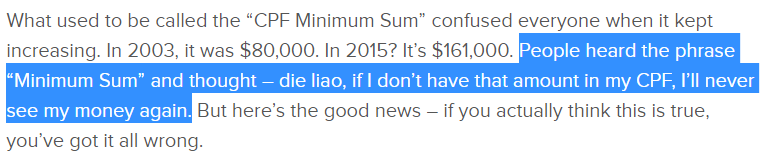 What used to be called the “CPF Minimum Sum” confused everyone when it kept
increasing. In 2003, it was $80,000. In 2015? It’s $161,000. People heard the phrase
“Minimum Sum” and thought – die liao, if I don’t have that amount in my CPF, I’ll never
see my money again. But here’s the good news – if you actually think this is true,
you’ve got it all wrong.